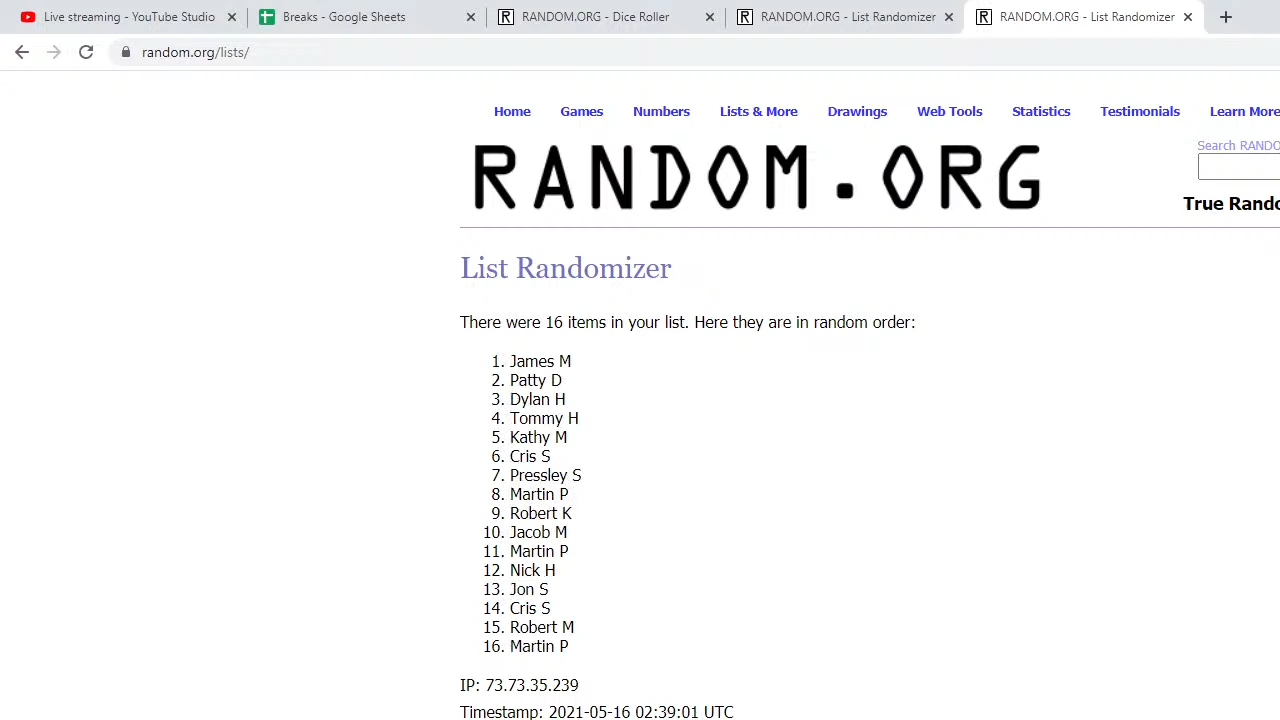 Live streaming - YouTube Studio
Breaks - Google Sheets
RANDOM.ORG - Dice Roller
RANDOM.ORG - List Randomizer
RANDOM.ORG - List Randomizer
random.org/lists/
Home Games Numbers Lists & More Drawings Web Tools Statistics Testimonials Learn More
Search RANDO
RANDOM.ORG
True Rando
List Randomizer
There were 16 items in your list. Here they are in random order:
1. James M
2. Patty D
3. Dylan H
4. Tommy H
5. Kathy M
6. Cris S
7. Pressley S
8. Martin P
9. Robert K
10. Jacob M
11. Martin P
12. Nick H
13. Jon S
14. Cris S
15. Robert M
16. Martin P
IP: 73.73.35.239
Timestamp: 2021-05-16 02:39:01 UTC